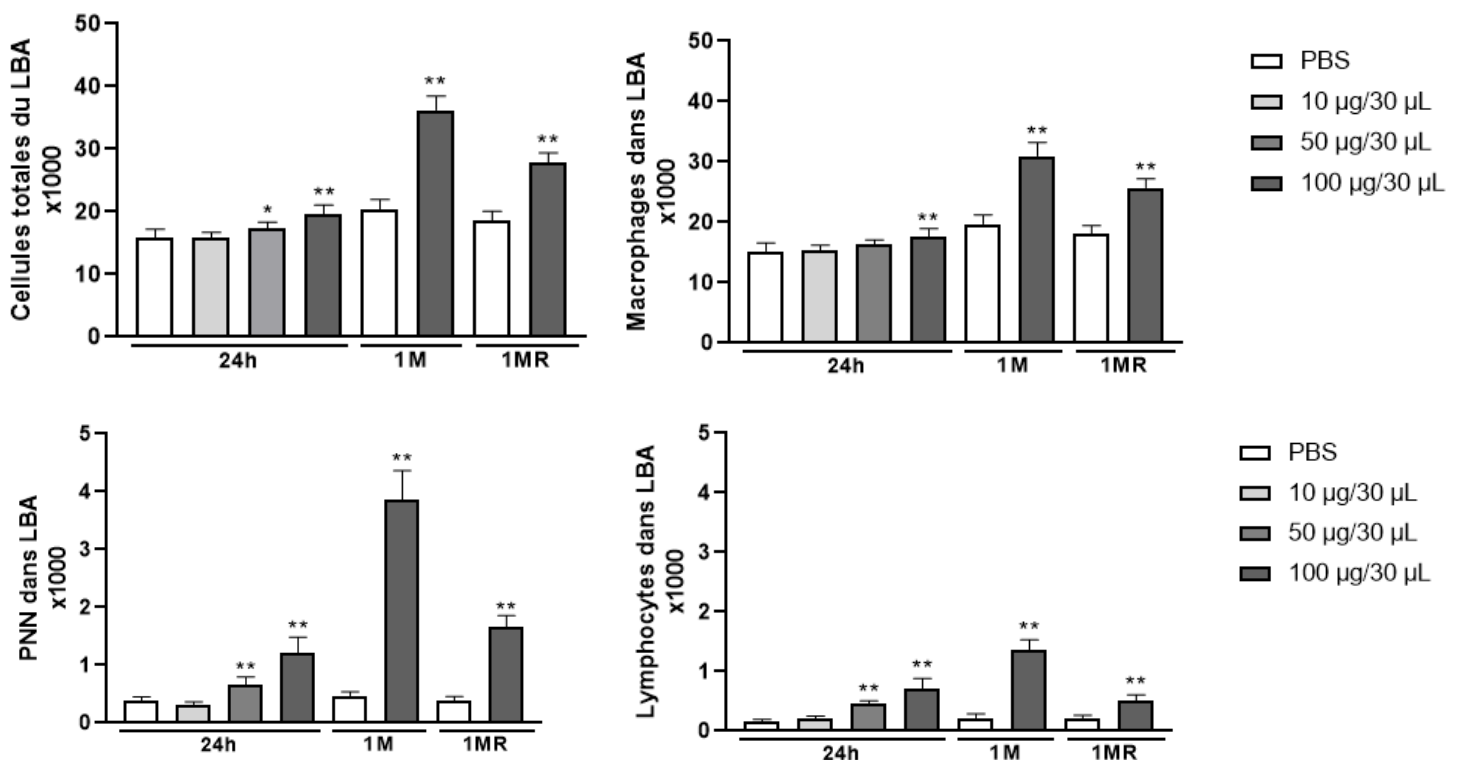 Cellules totales du LBA
x1000
50
40
30
20
10
0
*
**
**
**
24h
1M
1MR
Macrophages dans LBA
x1000
50
40
30
20
10
0
**
**
**
24h
1M
1MR
PBS
10 µg/30 µL
50 µg/30 µL
100 µg/30 µL
PNN dans LBA
x1000
5
4
3
2
1
0
**
**
**
**
24h
1M
1MR
Lymphocytes dans LBA
x1000
5
4
3
2
1
0
**
**
**
**
24h
1M
1MR
PBS
10 µg/30 µL
50 µg/30 µL
100 µg/30 µL